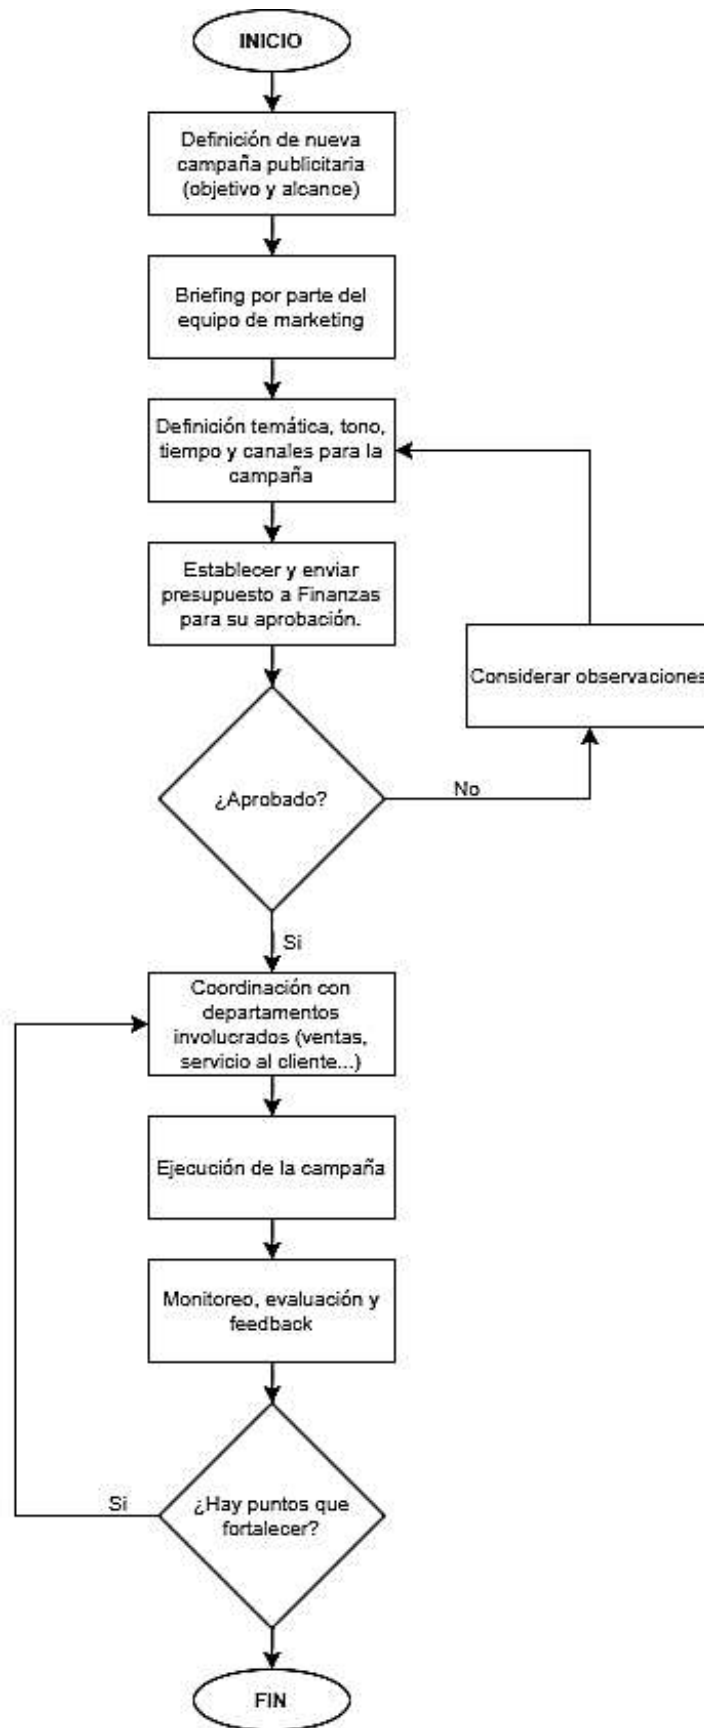 INICIO
Definición de nueva
campaña publicitaria
(objetivo y alcance)
Briefing por parte del
equipo de marketing
Definición temática, tono,
tiempo y canales para la
campaña
Establecer y enviar
presupuesto a Finanzas
para su aprobación.
Considerar observaciones
¿Aprobado?
No
Si
Coordinación con
departamentos
involucrados (ventas,
servicio al cliente...)
Ejecución de la campaña
Monitoreo, evaluación y
feedback
Si
¿Hay puntos que
fortalecer?
FIN